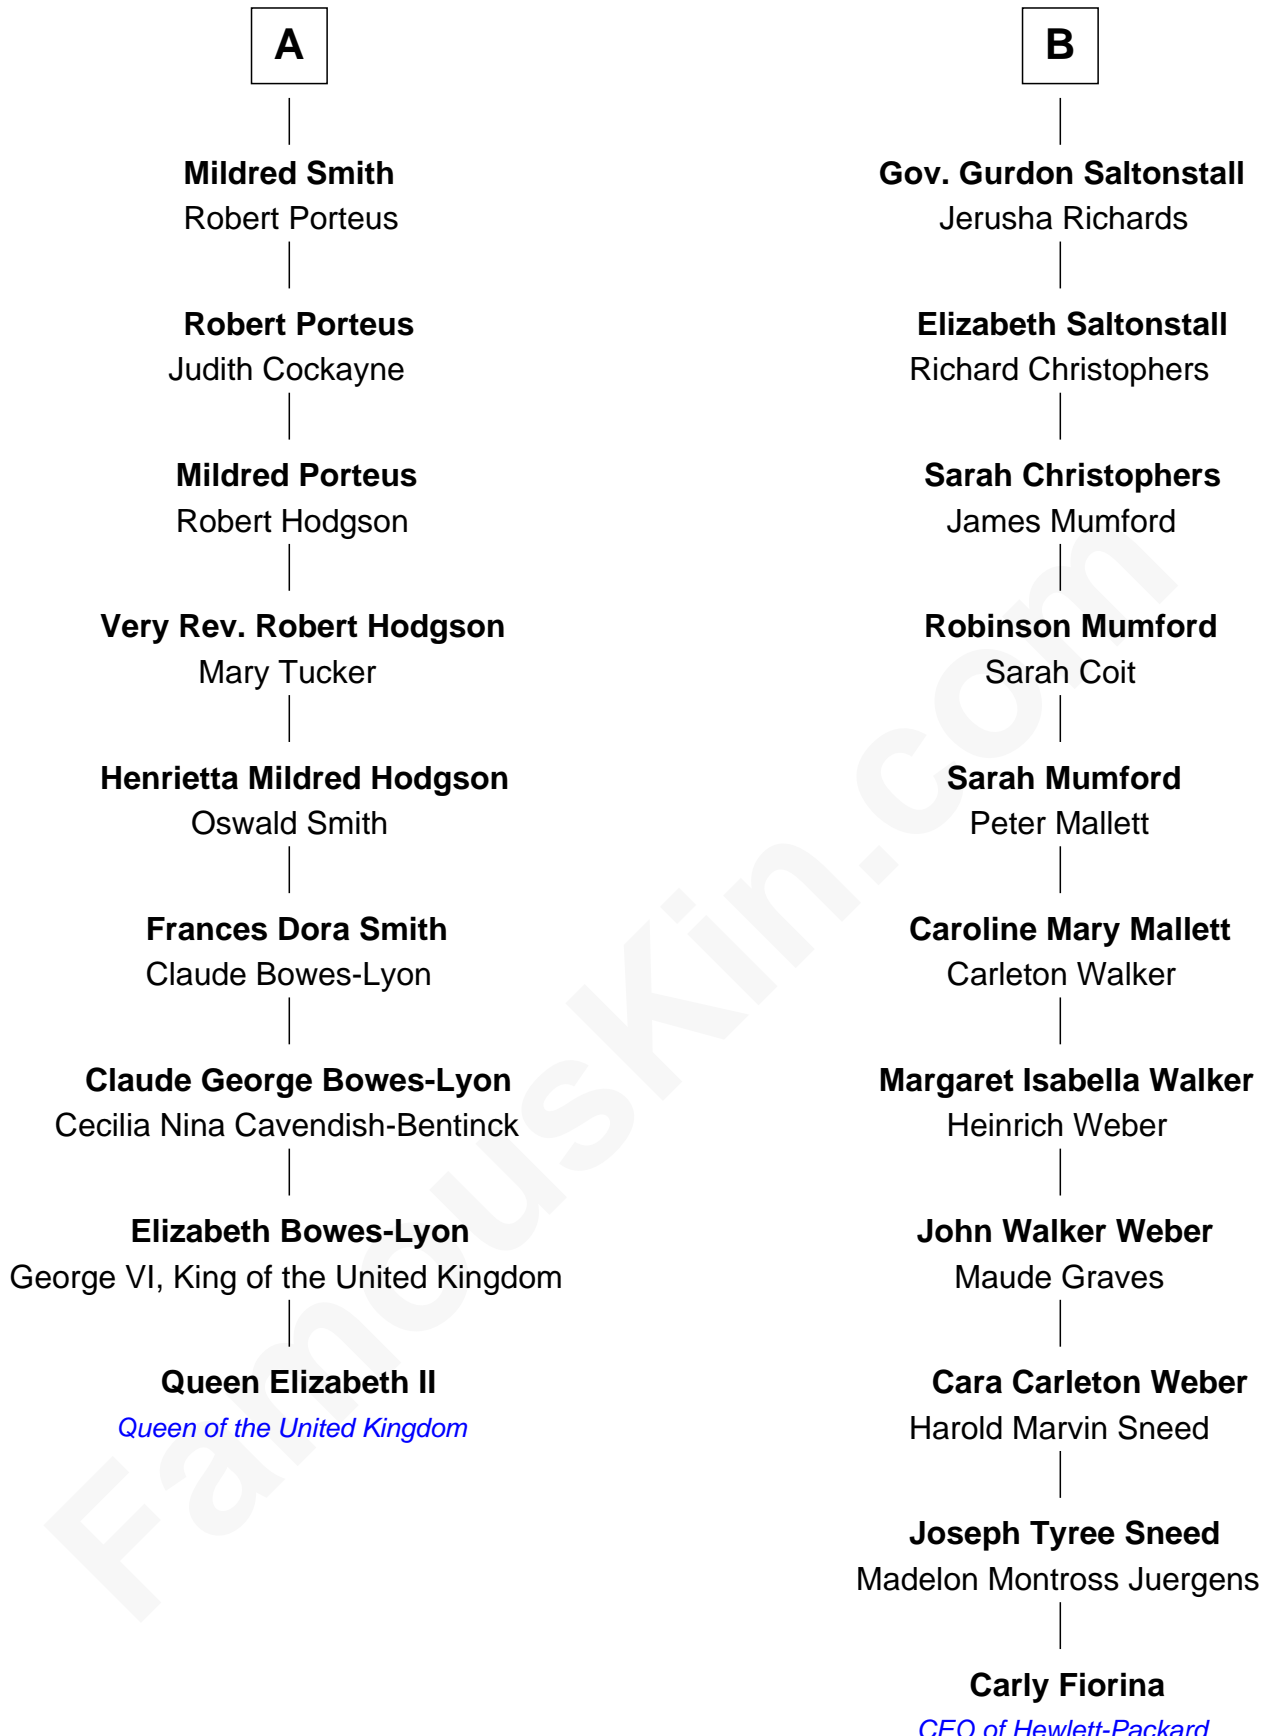 A
Mildred Smith
Robert Porteus
Robert Porteus
Judith Cockayne
Mildred Porteus
Robert Hodgson
Very Rev. Robert Hodgson
Mary Tucker
Henrietta Mildred Hodgson
Oswald Smith
Frances Dora Smith
Claude Bowes-Lyon
Claude George Bowes-Lyon
Cecilia Nina Cavendish-Bentinck
Elizabeth Bowes-Lyon
George VI, King of the United Kingdom
Queen Elizabeth II
Queen of the United Kingdom
B
Gov. Gurdon Saltonstall
Jerusha Richards
Elizabeth Saltonstall
Richard Christophers
Sarah Christophers
James Mumford
Robinson Mumford
Sarah Coit
Sarah Mumford
Peter Mallett
Caroline Mary Mallett
Carleton Walker
Margaret Isabella Walker
Heinrich Weber
John Walker Weber
Maude Graves
Cara Carleton Weber
Harold Marvin Sneed
Joseph Tyree Sneed
Madelon Montross Juergens
Carly Fiorina
CEO of Hewlett-Packard
FamousKin.com